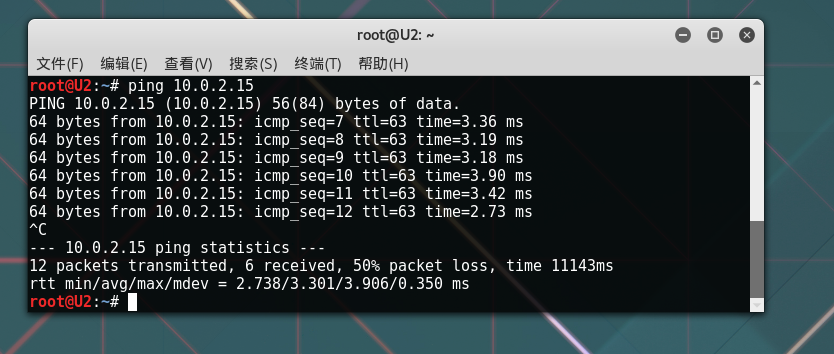 root@U2: ~
文件(F) 编辑(E) 查看(V) 搜索(S) 终端(T) 帮助(H)
root@U2:~# ping 10.0.2.15
PING 10.0.2.15 (10.0.2.15) 56(84) bytes of data.
64 bytes from 10.0.2.15: icmp_seq=7 ttl=63 time=3.36 ms
64 bytes from 10.0.2.15: icmp_seq=8 ttl=63 time=3.19 ms
64 bytes from 10.0.2.15: icmp_seq=9 ttl=63 time=3.18 ms
64 bytes from 10.0.2.15: icmp_seq=10 ttl=63 time=3.90 ms
64 bytes from 10.0.2.15: icmp_seq=11 ttl=63 time=3.42 ms
64 bytes from 10.0.2.15: icmp_seq=12 ttl=63 time=2.73 ms
^C
--- 10.0.2.15 ping statistics ---
12 packets transmitted, 6 received, 50% packet loss, time 11143ms
rtt min/avg/max/mdev = 2.738/3.301/3.906/0.350 ms
root@U2:~#